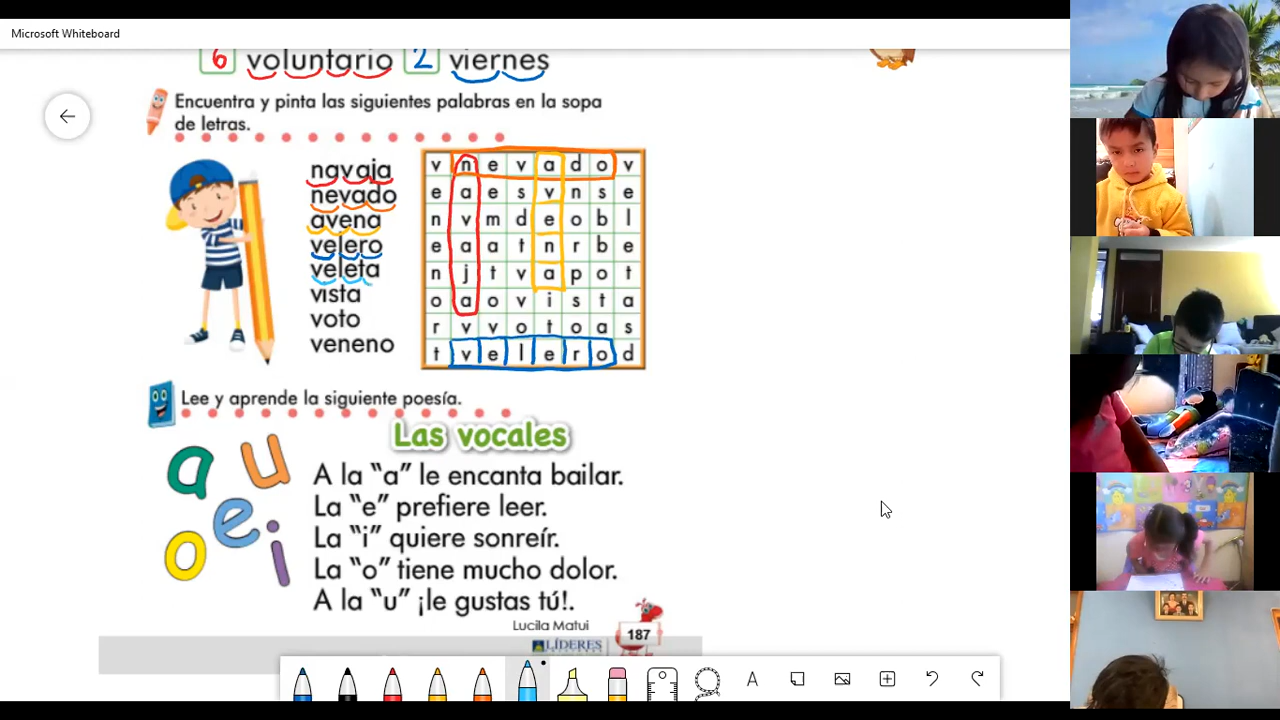 Microsoft Whiteboard
6 voluntario 2 viernes
Encuentra y pinta las siguientes palabras en la sopa
de letras.
navaja
nevado
avena
velero
veleta
vista
voto
veneno
v n e v a d o v
e a e s v n s e
n v m d e o b l
e a a t n r b e
n j t v a p o t
o a o v i s t a
r v v o t o a s
t v e l e r o d
Lee y aprende la siguiente poesía.
Las vocales
a u
e
o i
A la "a" le encanta bailar.
La "e" prefiere leer.
La "i" quiere sonreír.
La "o" tiene mucho dolor.
A la "u" ¡le gustas tú!.
Lucila Matui
LÍDERES
187
A